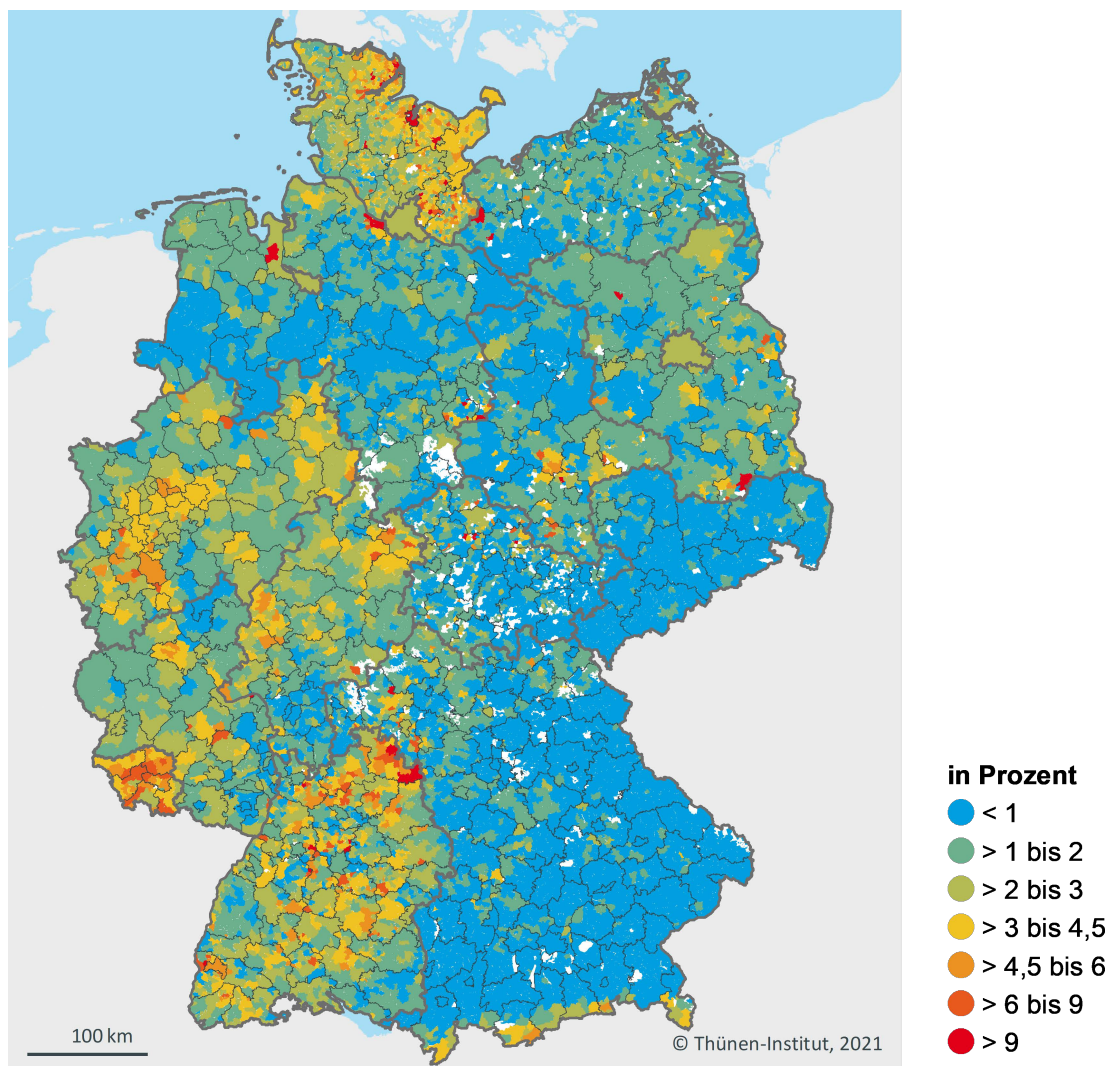 in Prozent
< 1
> 1 bis 2
> 2 bis 3
> 3 bis 4,5
> 4,5 bis 6
> 6 bis 9
> 9
100 km
© Thünen-Institut, 2021